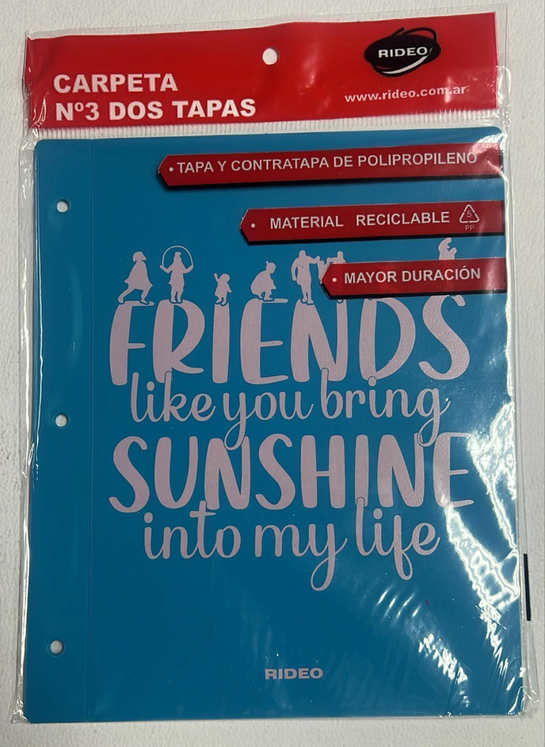 RIDEO
CARPETA
Nº3 DOS TAPAS
www.rideo.com.ar
• TAPA Y CONTRATAPA DE POLIPROPILENO
• MATERIAL RECICLABLE
5
PP
• MAYOR DURACIÓN
FRIENDS
like you bring
SUNSHINE
into my life
RIDEO